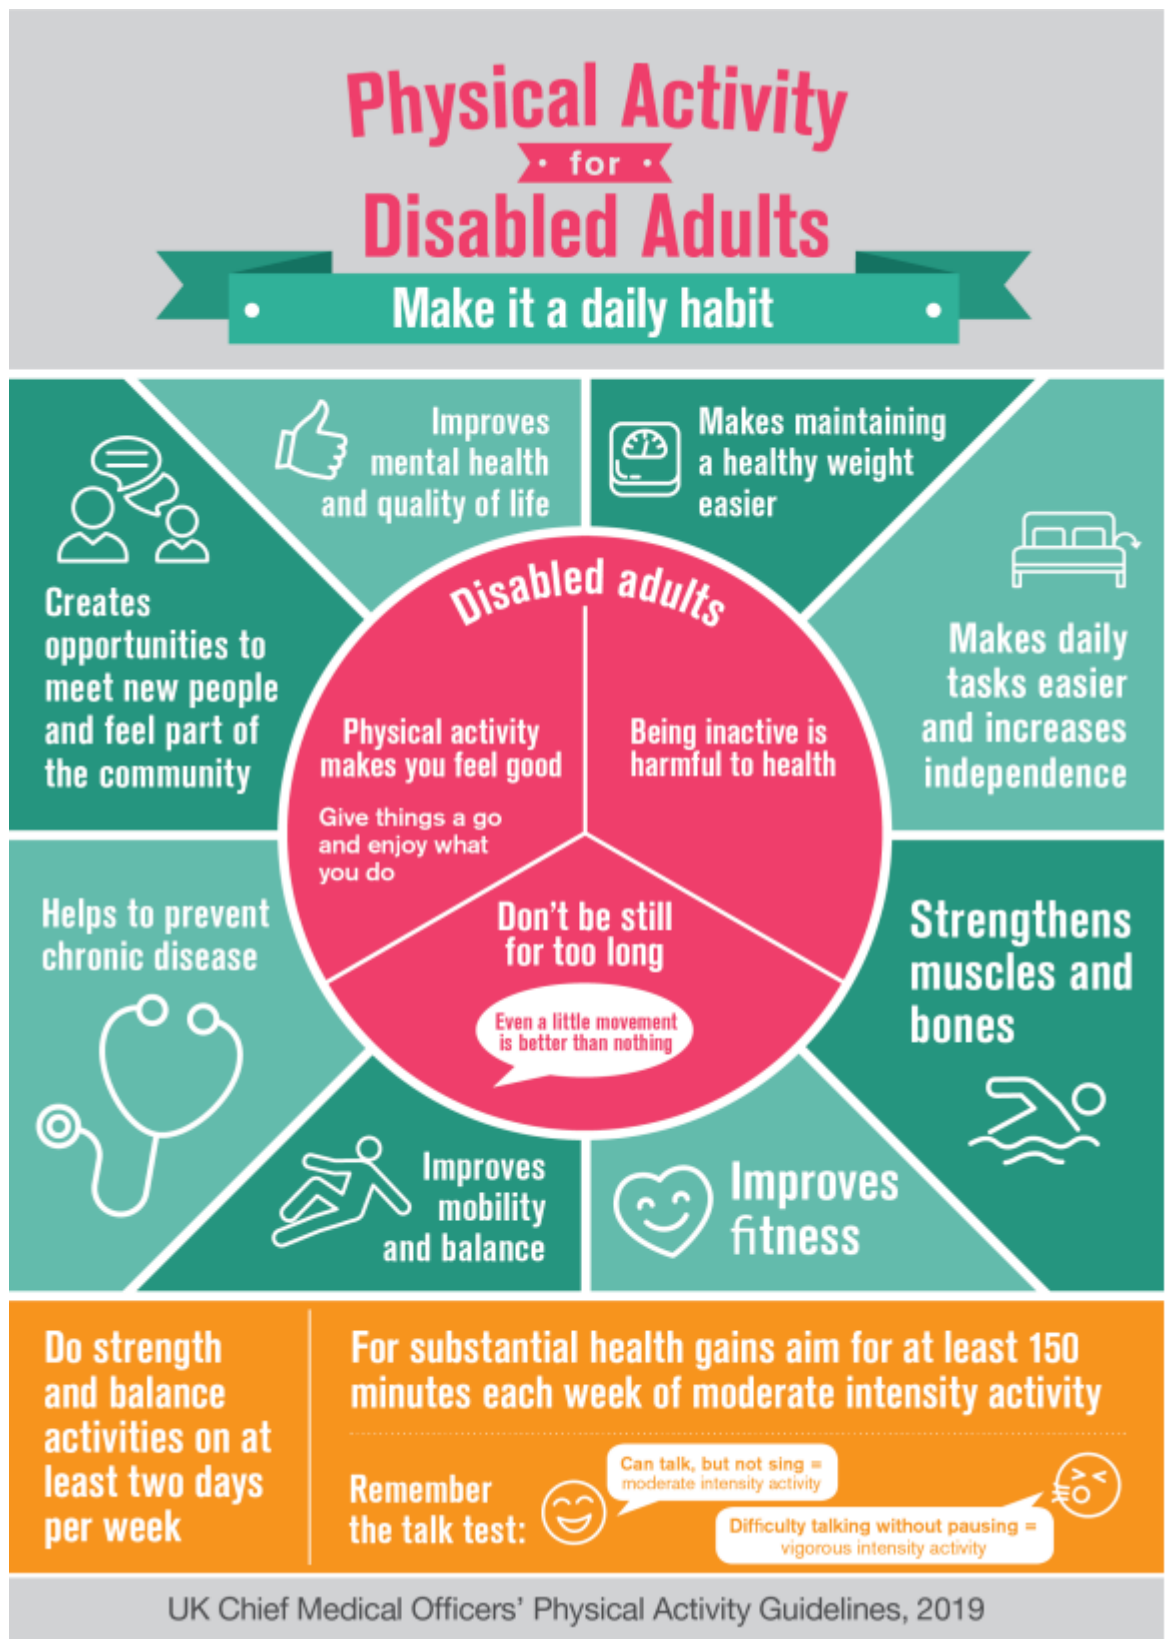 Physical Activity
• for •
Disabled Adults
Make it a daily habit
Improves
mental health
and quality of life
Makes maintaining
a healthy weight
easier
Creates
opportunities to
meet new people
and feel part of
the community
Makes daily
tasks easier
and increases
independence
Disabled adults
Physical activity
makes you feel good
Give things a go
and enjoy what
you do
Being inactive is
harmful to health
Don't be still
for too long
Even a little movement
is better than nothing
Helps to prevent
chronic disease
Strengthens
muscles and
bones
Improves
mobility
and balance
Improves
fitness
Do strength
and balance
activities on at
least two days
per week
For substantial health gains aim for at least 150
minutes each week of moderate intensity activity
Remember
the talk test:
Can talk, but not sing =
moderate intensity activity
Difficulty talking without pausing =
vigorous intensity activity
UK Chief Medical Officers' Physical Activity Guidelines, 2019